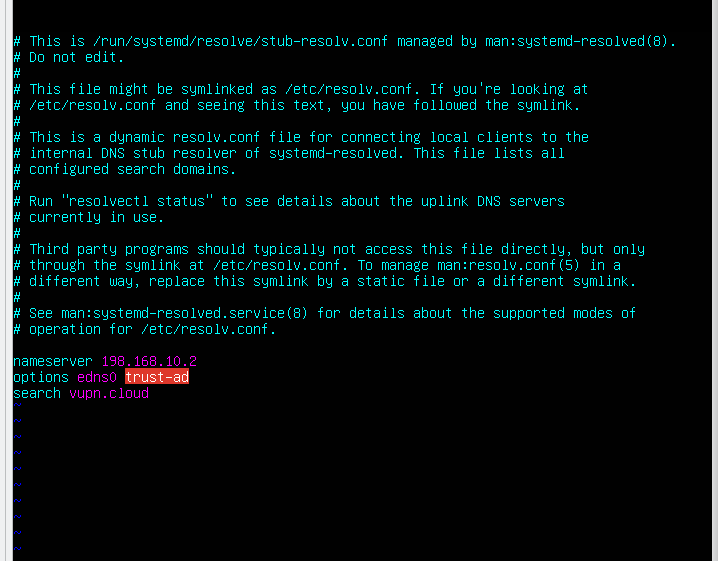 # This is /run/systemd/resolve/stub-resolv.conf managed by man:systemd-resolved(8).
# Do not edit.
#
# This file might be symlinked as /etc/resolv.conf. If you're looking at
# /etc/resolv.conf and seeing this text, you have followed the symlink.
#
# This is a dynamic resolv.conf file for connecting local clients to the
# internal DNS stub resolver of systemd-resolved. This file lists all
# configured search domains.
#
# Run "resolvectl status" to see details about the uplink DNS servers
# currently in use.
#
# Third party programs should typically not access this file directly, but only
# through the symlink at /etc/resolv.conf. To manage man:resolv.conf(5) in a
# different way, replace this symlink by a static file or a different symlink.
#
# See man:systemd-resolved.service(8) for details about the supported modes of
# operation for /etc/resolv.conf.
nameserver 198.168.10.2
options edns0 trust-ad
search vupn.cloud
~
~
~
~
~
~
~
~
~
~